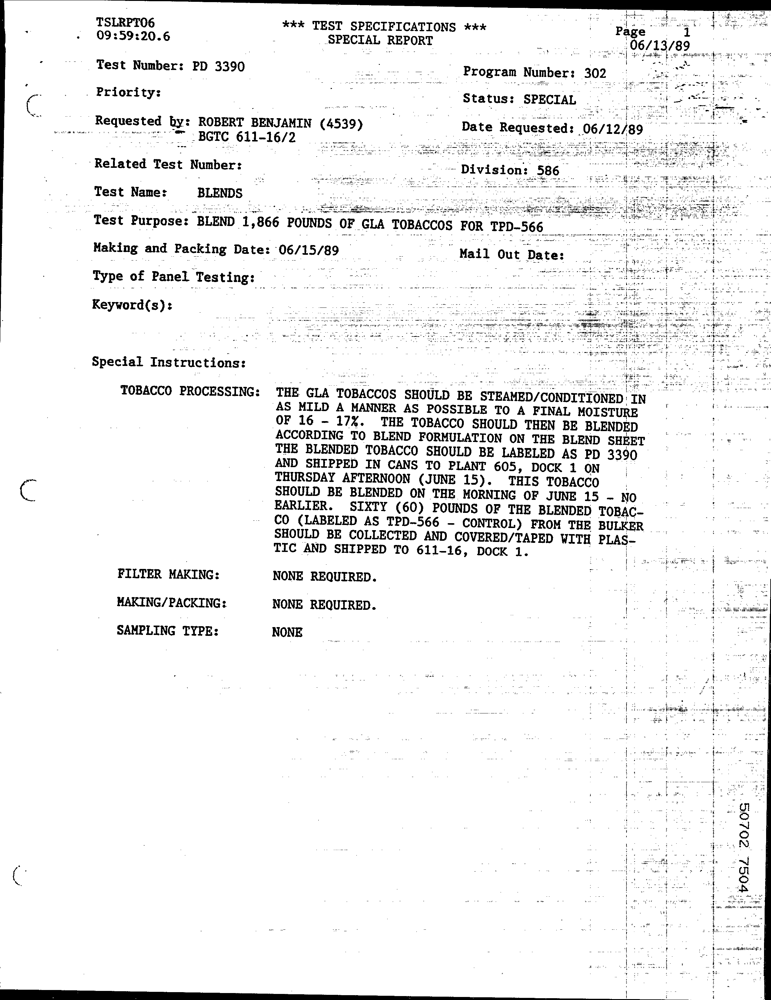 TSLRPT06
*** TEST SPECIFICATIONS ***
Page 1
09:59:20.6
SPECIAL REPORT
06/13/89
Test Number: PD 3390
Program Number: 302
Priority:
Status: SPECIAL
Requested by: ROBERT BENJAMIN (4539)
Date Requested: 06/12/89
BGTC 611-16/2
Related Test Number:
Division: 586
Test Name: BLENDS
Test Purpose: BLEND 1,866 POUNDS OF GLA TOBACCOS FOR TPD-566
Making and Packing Date: 06/15/89
Mail Out Date:
Type of Panel Testing:
Keyword(s):
Special Instructions:
TOBACCO PROCESSING: THE GLA TOBACCOS SHOULD BE STEAMED/CONDITIONED IN
AS MILD A MANNER AS POSSIBLE TO A FINAL MOISTURE
OF 16 - 17%. THE TOBACCO SHOULD THEN BE BLENDED
ACCORDING TO BLEND FORMULATION ON THE BLEND SHEET
THE BLENDED TOBACCO SHOULD BE LABELED AS PD 3390
AND SHIPPED IN CANS TO PLANT 605, DOCK 1 ON
THURSDAY AFTERNOON (JUNE 15). THIS TOBACCO
SHOULD BE BLENDED ON THE MORNING OF JUNE 15 - NO
EARLIER. SIXTY (60) POUNDS OF THE BLENDED TOBAC-
CO (LABELED AS TPD-566 - CONTROL) FROM THE BULKER
SHOULD BE COLLECTED AND COVERED/TAPED WITH PLAS-
TIC AND SHIPPED TO 611-16, DOCK 1.
FILTER MAKING: NONE REQUIRED.
MAKING/PACKING: NONE REQUIRED.
SAMPLING TYPE: NONE
50702 7504